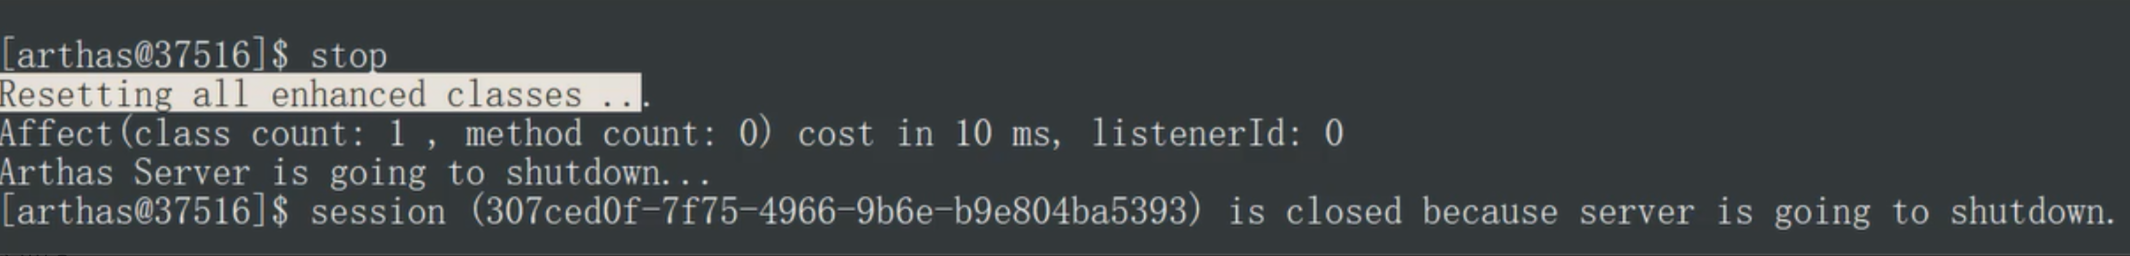 [arthas@37516]$ stop
Resetting all enhanced classes ...
Affect(class count: 1 , method count: 0) cost in 10 ms, listenerId: 0
Arthas Server is going to shutdown...
[arthas@37516]$ session (307ced0f-7f75-4966-9b6e-b9e804ba5393) is closed because server is going to shutdown.